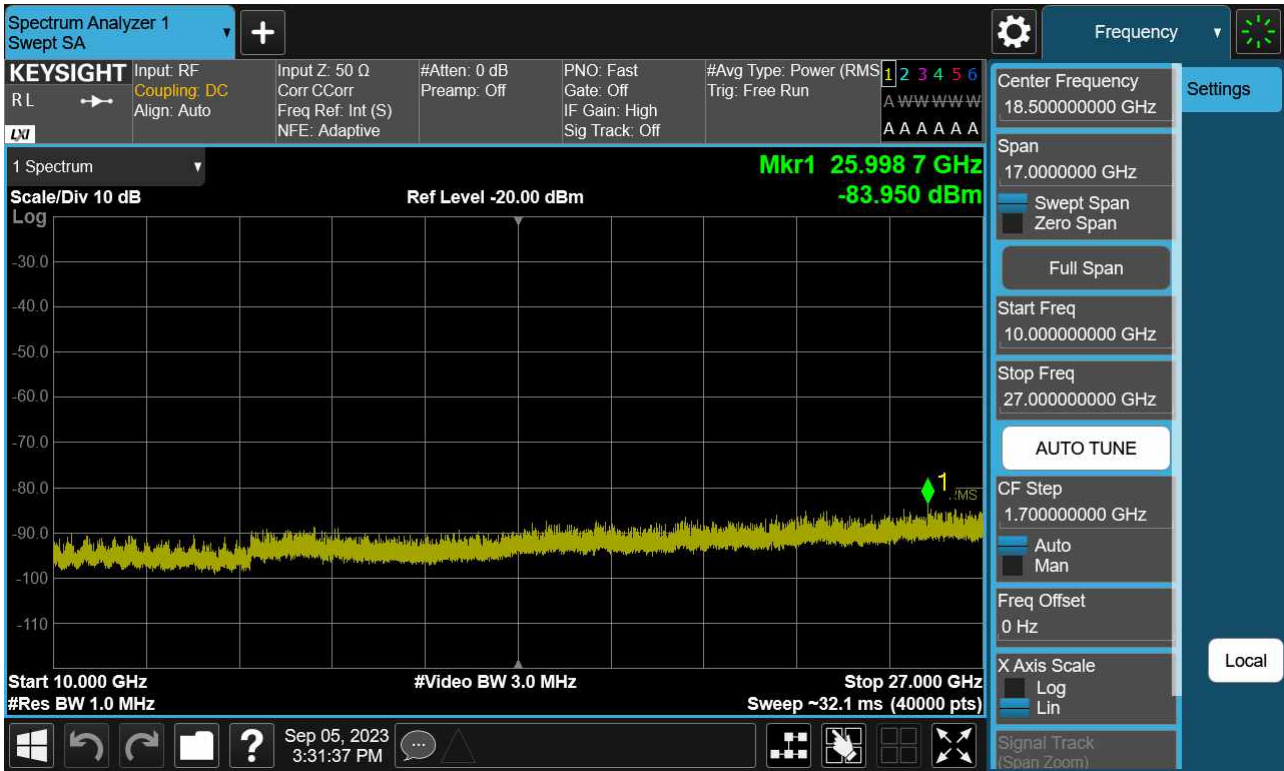 Spectrum Analyzer 1
Swept SA
+
Frequency
KEYSIGHT
R L
LXI
Input: RF
Coupling: DC
Align: Auto
Input Z: 50 Ω
Corr CCorr
Freq Ref: Int (S)
NFE: Adaptive
#Atten: 0 dB
Preamp: Off
PNO: Fast
Gate: Off
IF Gain: High
Sig Track: Off
#Avg Type: Power (RMS
Trig: Free Run
1 2 3 4 5 6
A W W W W W
A A A A A A
1 Spectrum
Scale/Div 10 dB
Log
Ref Level -20.00 dBm
Mkr1 25.998 7 GHz
-83.950 dBm
-30.0
-40.0
-50.0
-60.0
-70.0
-80.0
-90.0
-100
-110
1
Start 10.000 GHz
#Res BW 1.0 MHz
#Video BW 3.0 MHz
Stop 27.000 GHz
Sweep ~32.1 ms (40000 pts)
Center Frequency
18.500000000 GHz
Span
17.0000000 GHz
Swept Span
Zero Span
Full Span
Start Freq
10.000000000 GHz
Stop Freq
27.000000000 GHz
AUTO TUNE
CF Step
1.700000000 GHz
Auto
Man
Freq Offset
0 Hz
X Axis Scale
Log
Lin
Signal Track
(Span Zoom)
Settings
Local
?
Sep 05, 2023
3:31:37 PM